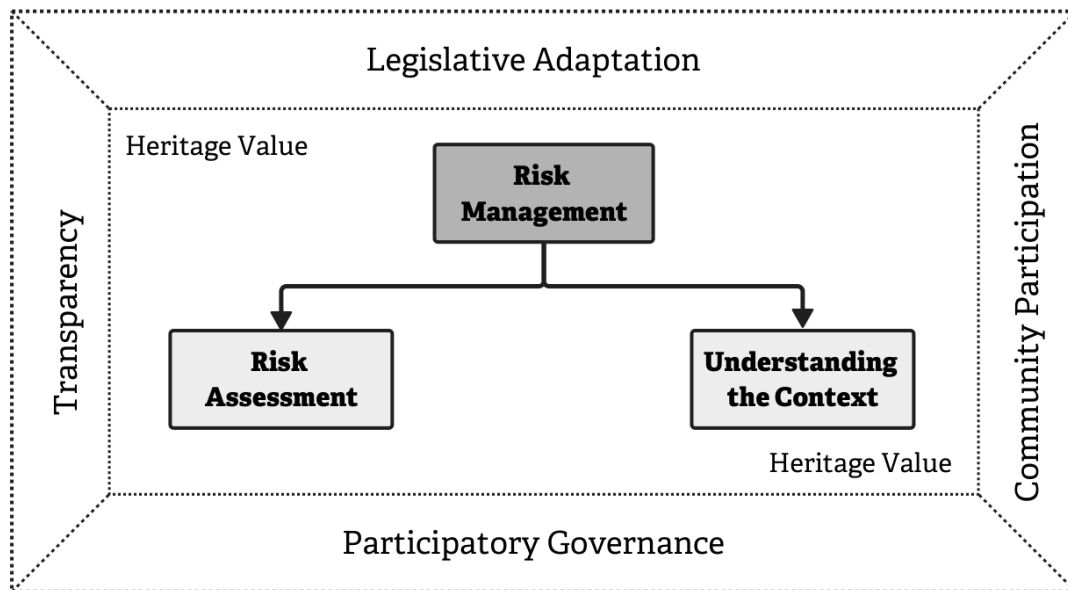 Legislative Adaptation
Heritage Value
Risk
Management
Transparency
Community Participation
Risk
Assessment
Understanding
the Context
Heritage Value
Participatory Governance